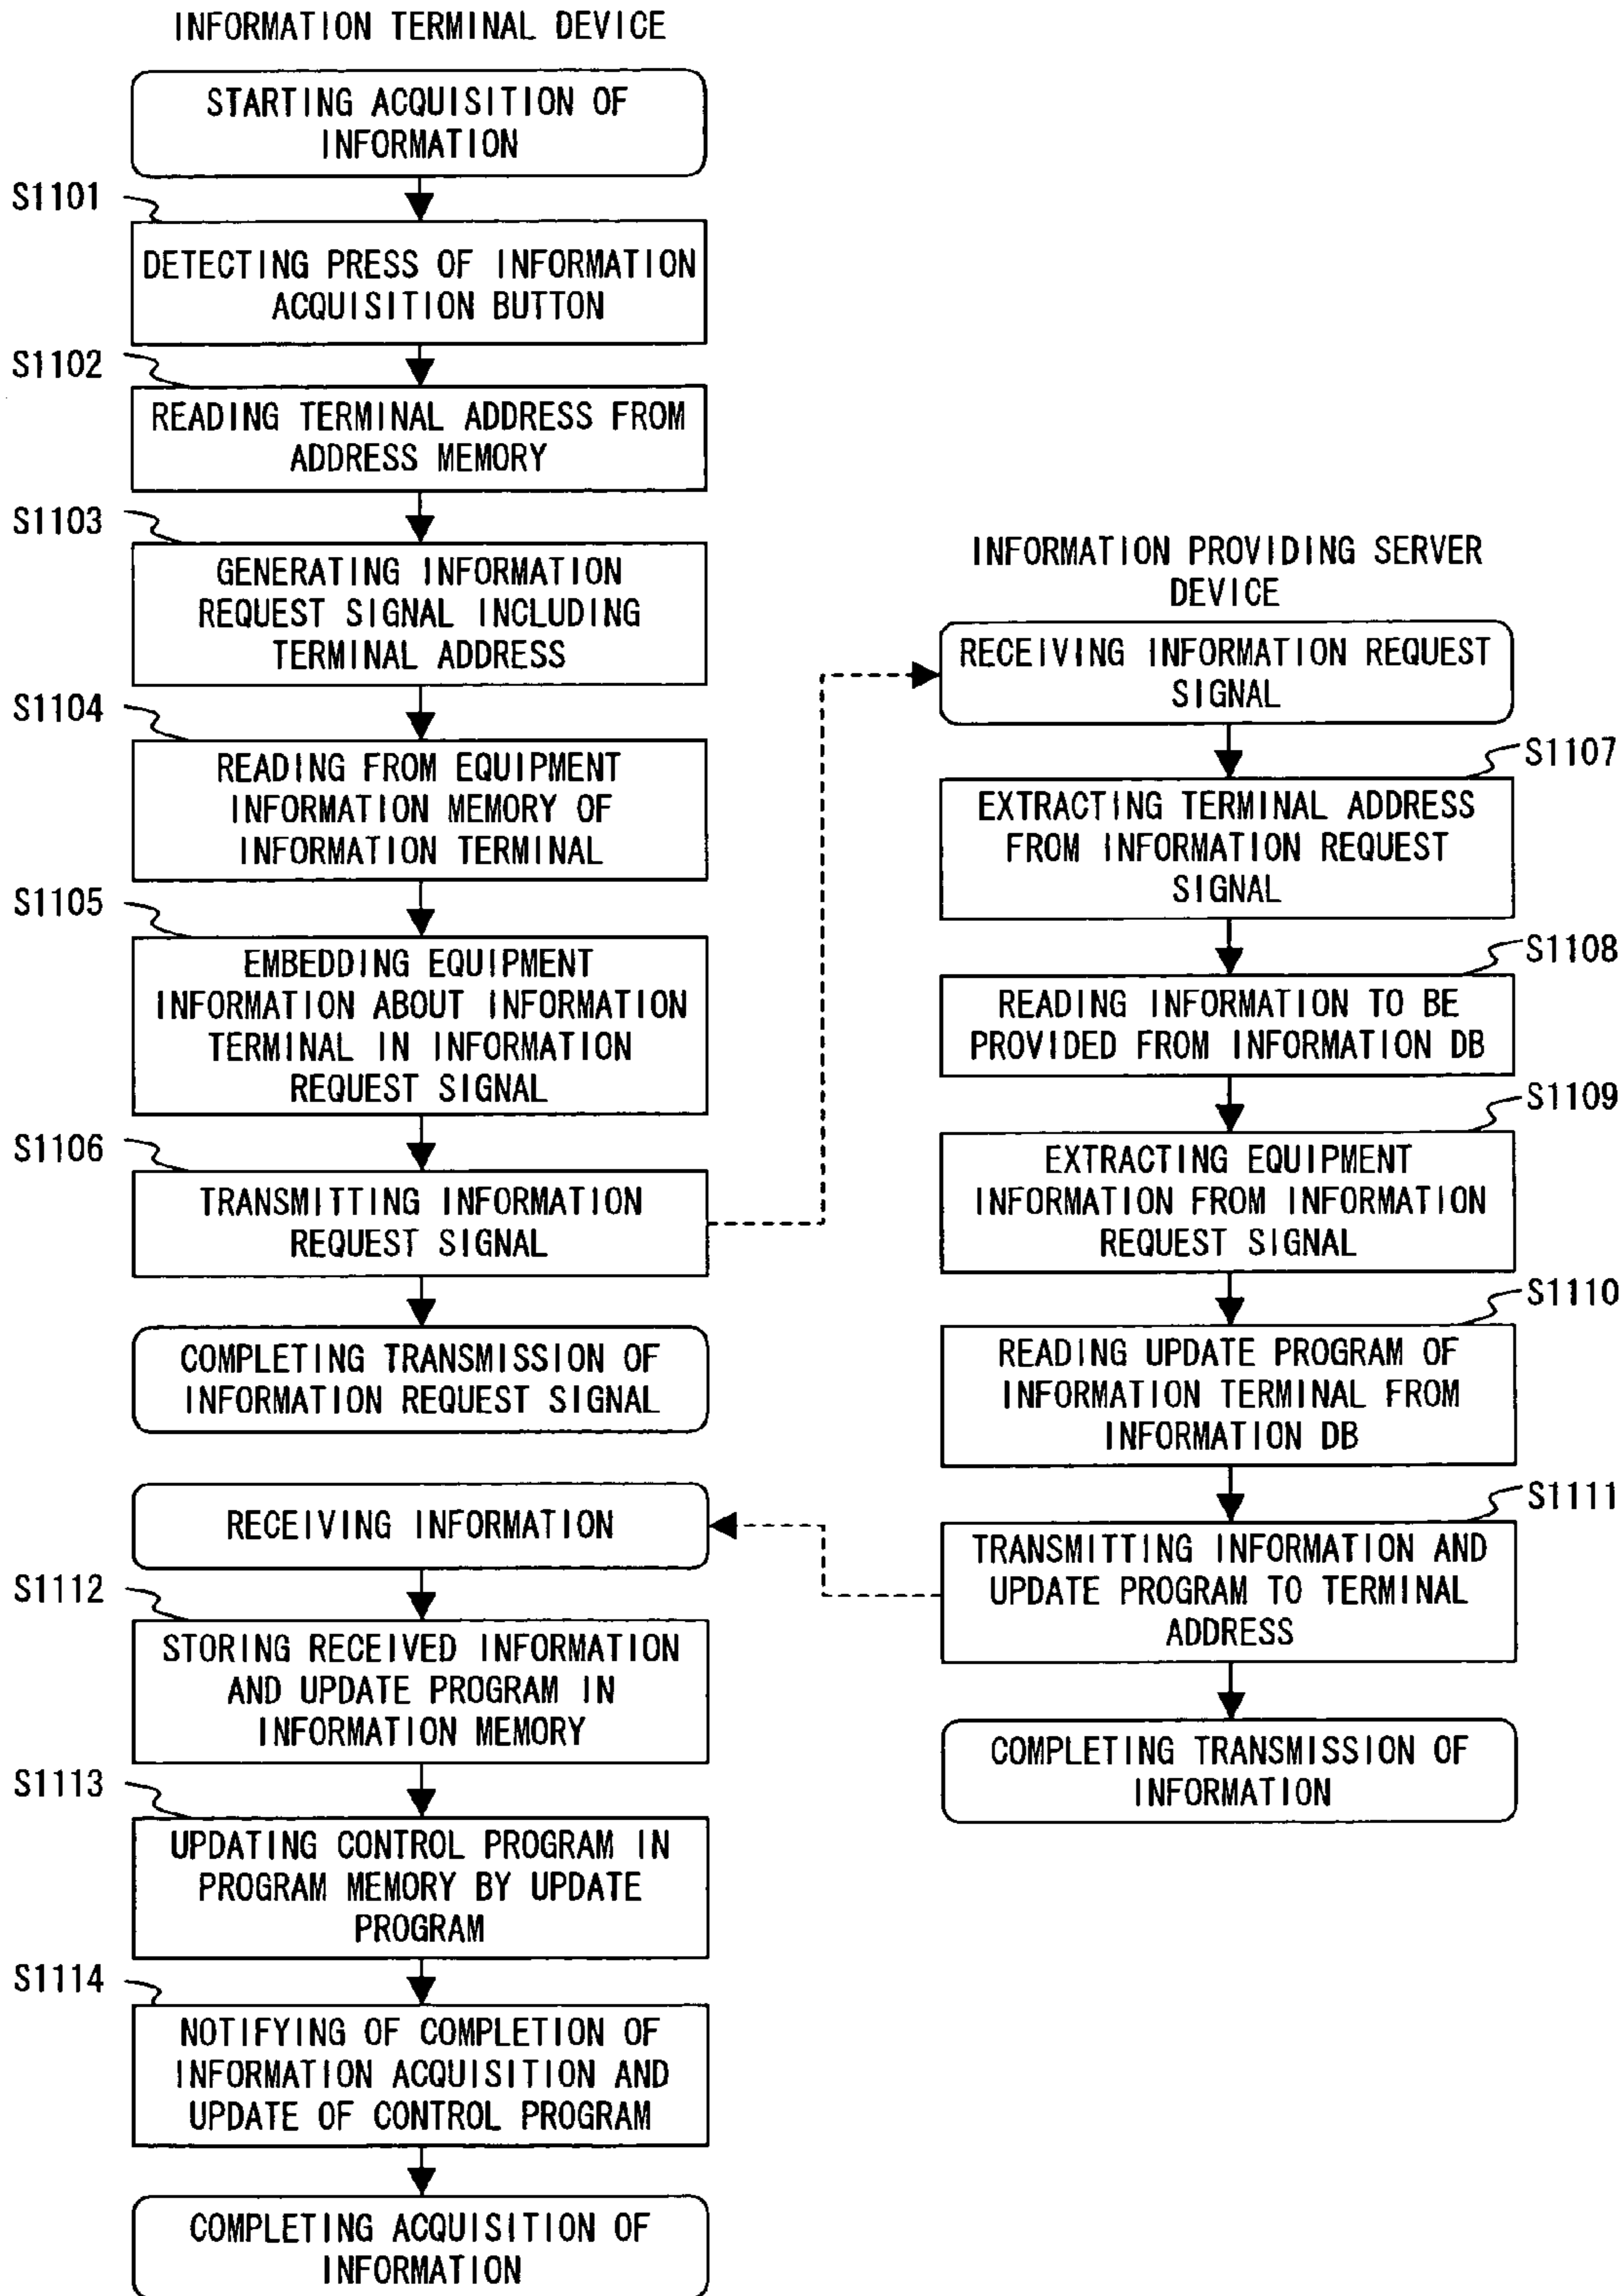 INFORMATION TERMINAL DEVICE
STARTING ACQUISITION OF
INFORMATION
S1101
DETECTING PRESS OF INFORMATION
ACQUISITION BUTTON
S1102
READING TERMINAL ADDRESS FROM
ADDRESS MEMORY
S1103
GENERATING INFORMATION
REQUEST SIGNAL INCLUDING
TERMINAL ADDRESS
S1104
READING FROM EQUIPMENT
INFORMATION MEMORY OF
INFORMATION TERMINAL
S1105
EMBEDDING EQUIPMENT
INFORMATION ABOUT INFORMATION
TERMINAL IN INFORMATION
REQUEST SIGNAL
S1106
TRANSMITTING INFORMATION
REQUEST SIGNAL
COMPLETING TRANSMISSION OF
INFORMATION REQUEST SIGNAL
INFORMATION PROVIDING SERVER
DEVICE
RECEIVING INFORMATION REQUEST
SIGNAL
S1107
EXTRACTING TERMINAL ADDRESS
FROM INFORMATION REQUEST
SIGNAL
S1108
READING INFORMATION TO BE
PROVIDED FROM INFORMATION DB
S1109
EXTRACTING EQUIPMENT
INFORMATION FROM INFORMATION
REQUEST SIGNAL
S1110
READING UPDATE PROGRAM OF
INFORMATION TERMINAL FROM
INFORMATION DB
S1111
TRANSMITTING INFORMATION AND
UPDATE PROGRAM TO TERMINAL
ADDRESS
COMPLETING TRANSMISSION OF
INFORMATION
RECEIVING INFORMATION
S1112
STORING RECEIVED INFORMATION
AND UPDATE PROGRAM IN
INFORMATION MEMORY
S1113
UPDATING CONTROL PROGRAM IN
PROGRAM MEMORY BY UPDATE
PROGRAM
S1114
NOTIFYING OF COMPLETION OF
INFORMATION ACQUISITION AND
UPDATE OF CONTROL PROGRAM
COMPLETING ACQUISITION OF
INFORMATION